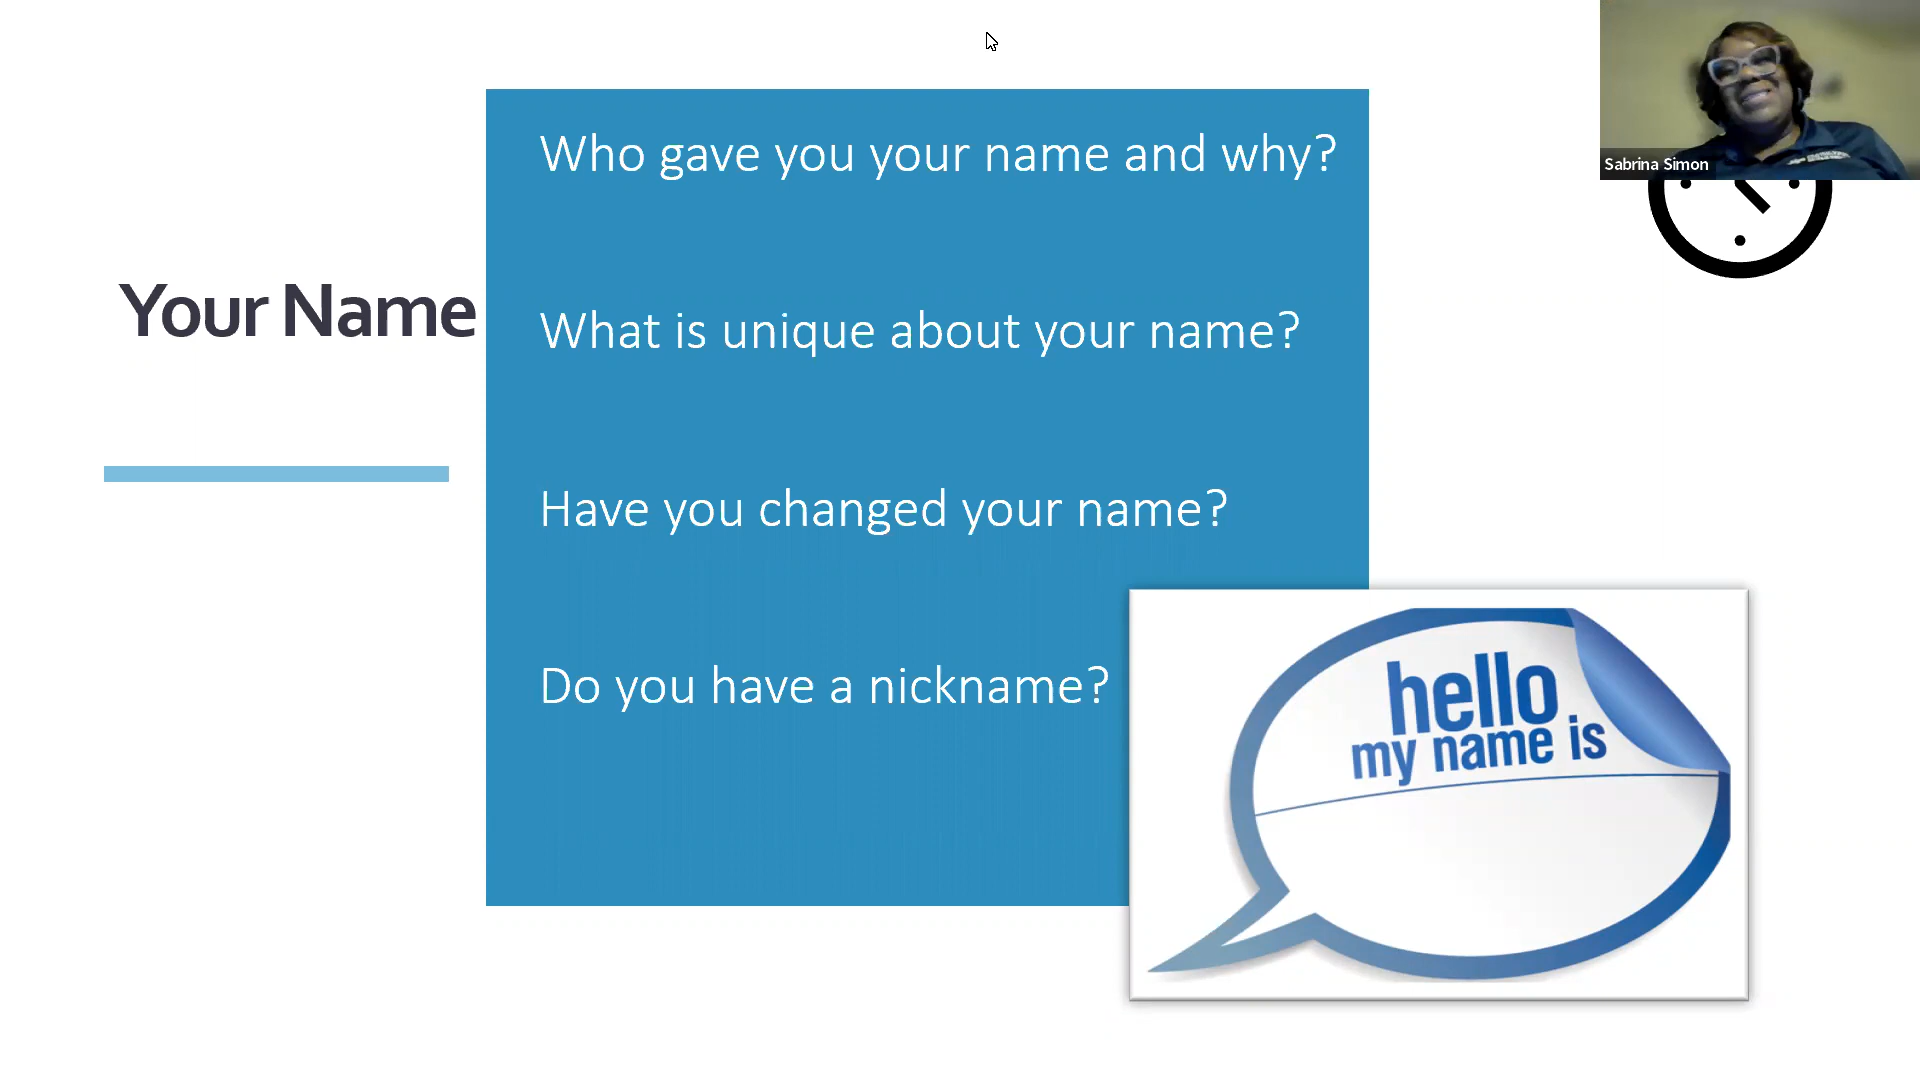 Who gave you your name and why?
Sabrina Simon
Your Name
What is unique about your name?
Have you changed your name?
Do you have a nickname?
hello
my name is